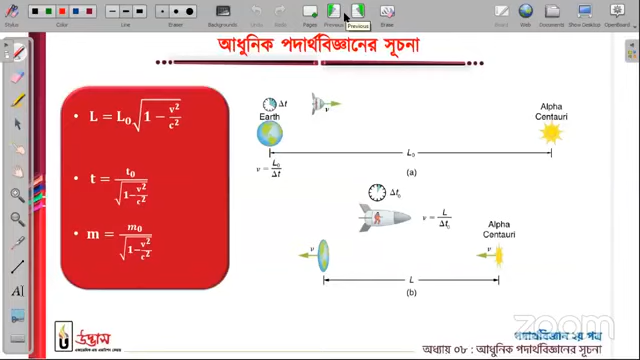 Stylus
Color
Marker
Eraser
Backgrounds
Undo
Redo
Pages
Previous
Next
Erase
Board
Web
Documents
Show Desktop
OpenBoard
Previous
আধুনিক পদার্থবিজ্ঞানের সূচনা
• L = L₀√(1 − v²/c²)
• t = t₀/√(1−v²/c²)
• m = m₀/√(1−v²/c²)
Δt
Earth
v
Alpha
Centauri
L₀
v = L₀/Δt
(a)
Δt₀
v = L/Δt₀
Alpha
Centauri
v
v
L
(b)
zoom
উদ্ভাস
পদার্থবিজ্ঞান ২য় পত্র
অধ্যায় ০৮ : আধুনিক পদার্থবিজ্ঞানের সূচনা